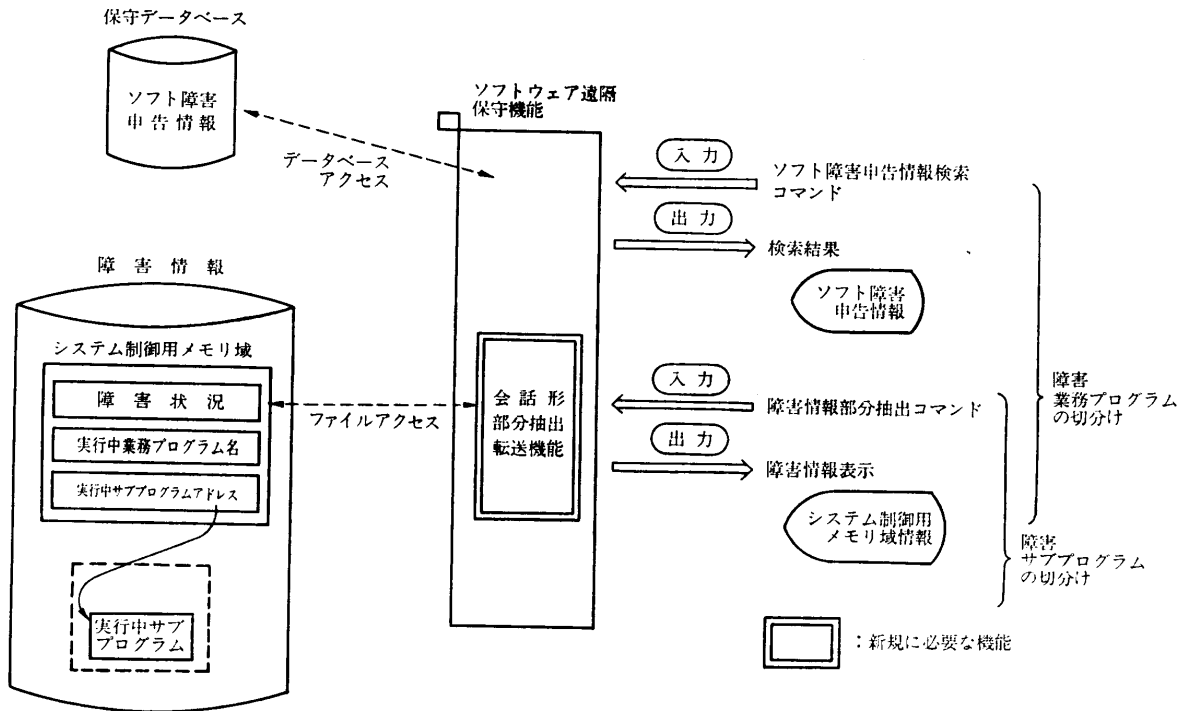 保守データベース
ソフト障害
申告情報
データベース
アクセス
ソフトウェア遠隔
保守機能
入力
ソフト障害申告情報検索
コマンド
出力
検索結果
ソフト障害
申告情報
障害情報
システム制御用メモリ域
障害状況
実行中業務プログラム名
実行中サブプログラムアドレス
実行中サブ
プログラム
ファイルアクセス
会話形
部分抽出
転送機能
入力
障害情報部分抽出コマンド
出力
障害情報表示
システム制御用
メモリ域情報
障害
業務プログラム
の切分け
障害
サブプログラム
の切分け
:新規に必要な機能